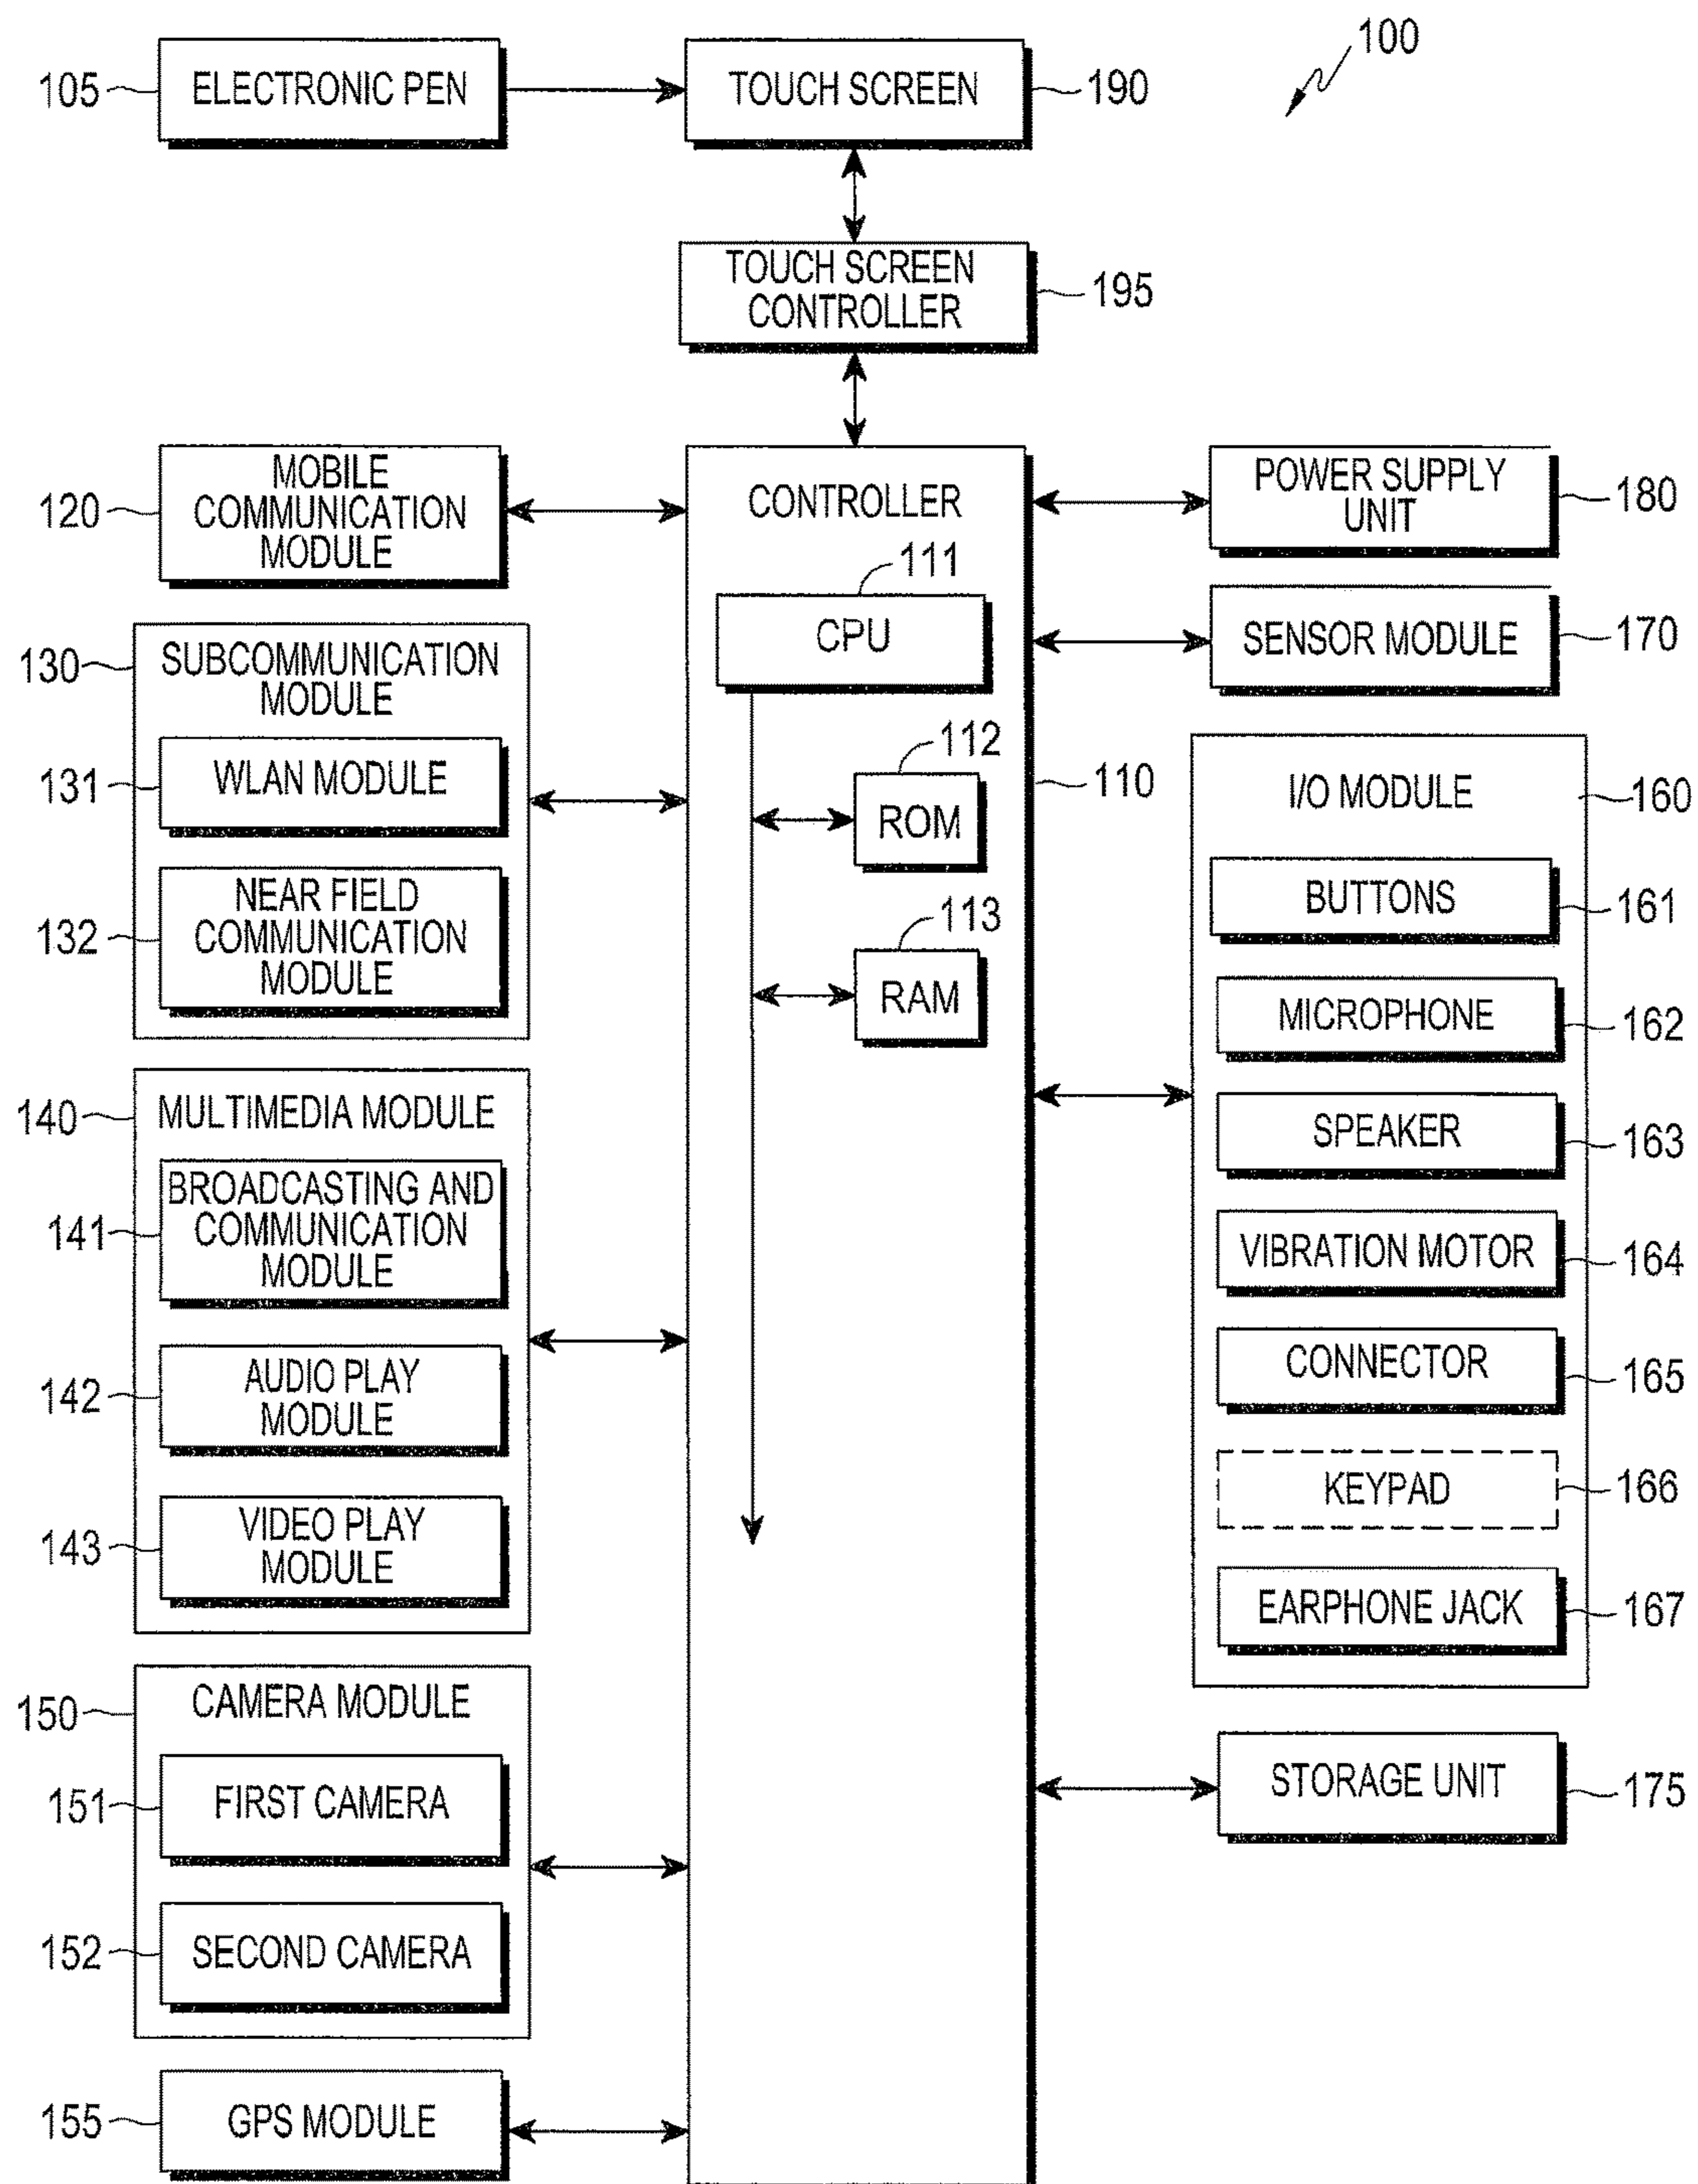 100
105
ELECTRONIC PEN
TOUCH SCREEN
190
TOUCH SCREEN
CONTROLLER
195
120
MOBILE
COMMUNICATION
MODULE
130
SUBCOMMUNICATION
MODULE
131
WLAN MODULE
132
NEAR FIELD
COMMUNICATION
MODULE
140
MULTIMEDIA MODULE
141
BROADCASTING AND
COMMUNICATION
MODULE
142
AUDIO PLAY
MODULE
143
VIDEO PLAY
MODULE
150
CAMERA MODULE
151
FIRST CAMERA
152
SECOND CAMERA
155
GPS MODULE
CONTROLLER
110
111
CPU
112
ROM
113
RAM
POWER SUPPLY
UNIT
180
SENSOR MODULE
170
I/O MODULE
160
BUTTONS
161
MICROPHONE
162
SPEAKER
163
VIBRATION MOTOR
164
CONNECTOR
165
KEYPAD
166
EARPHONE JACK
167
STORAGE UNIT
175